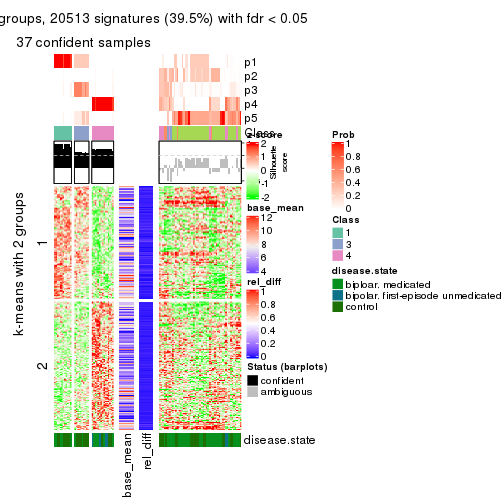 groups, 20513 signatures (39.5%) with fdr < 0.05
37 confident samples
p1
p2
p3
p4
p5
Class
z-score
2
1
0
-1
-2
Silhouette
score
Prob
1
0.8
0.6
0.4
0.2
0
base_mean
12
10
8
6
4
Class
1
3
4
rel_diff
1
0.8
0.6
0.4
0.2
0
disease.state
biploar. medicated
bipolar. first-episode unmedicated
control
Status (barplots)
confident
ambiguous
k-means with 2 groups
1
2
base_mean
rel_diff
disease.state